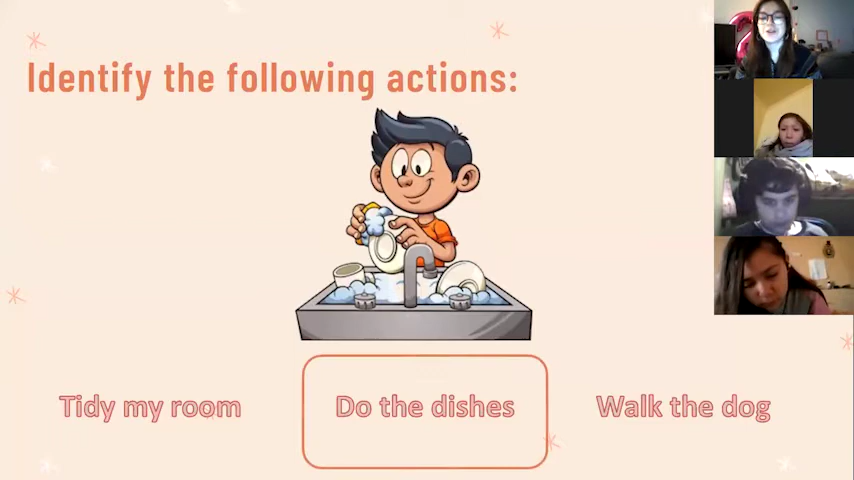 Identify the following actions:
Tidy my room
Do the dishes
Walk the dog